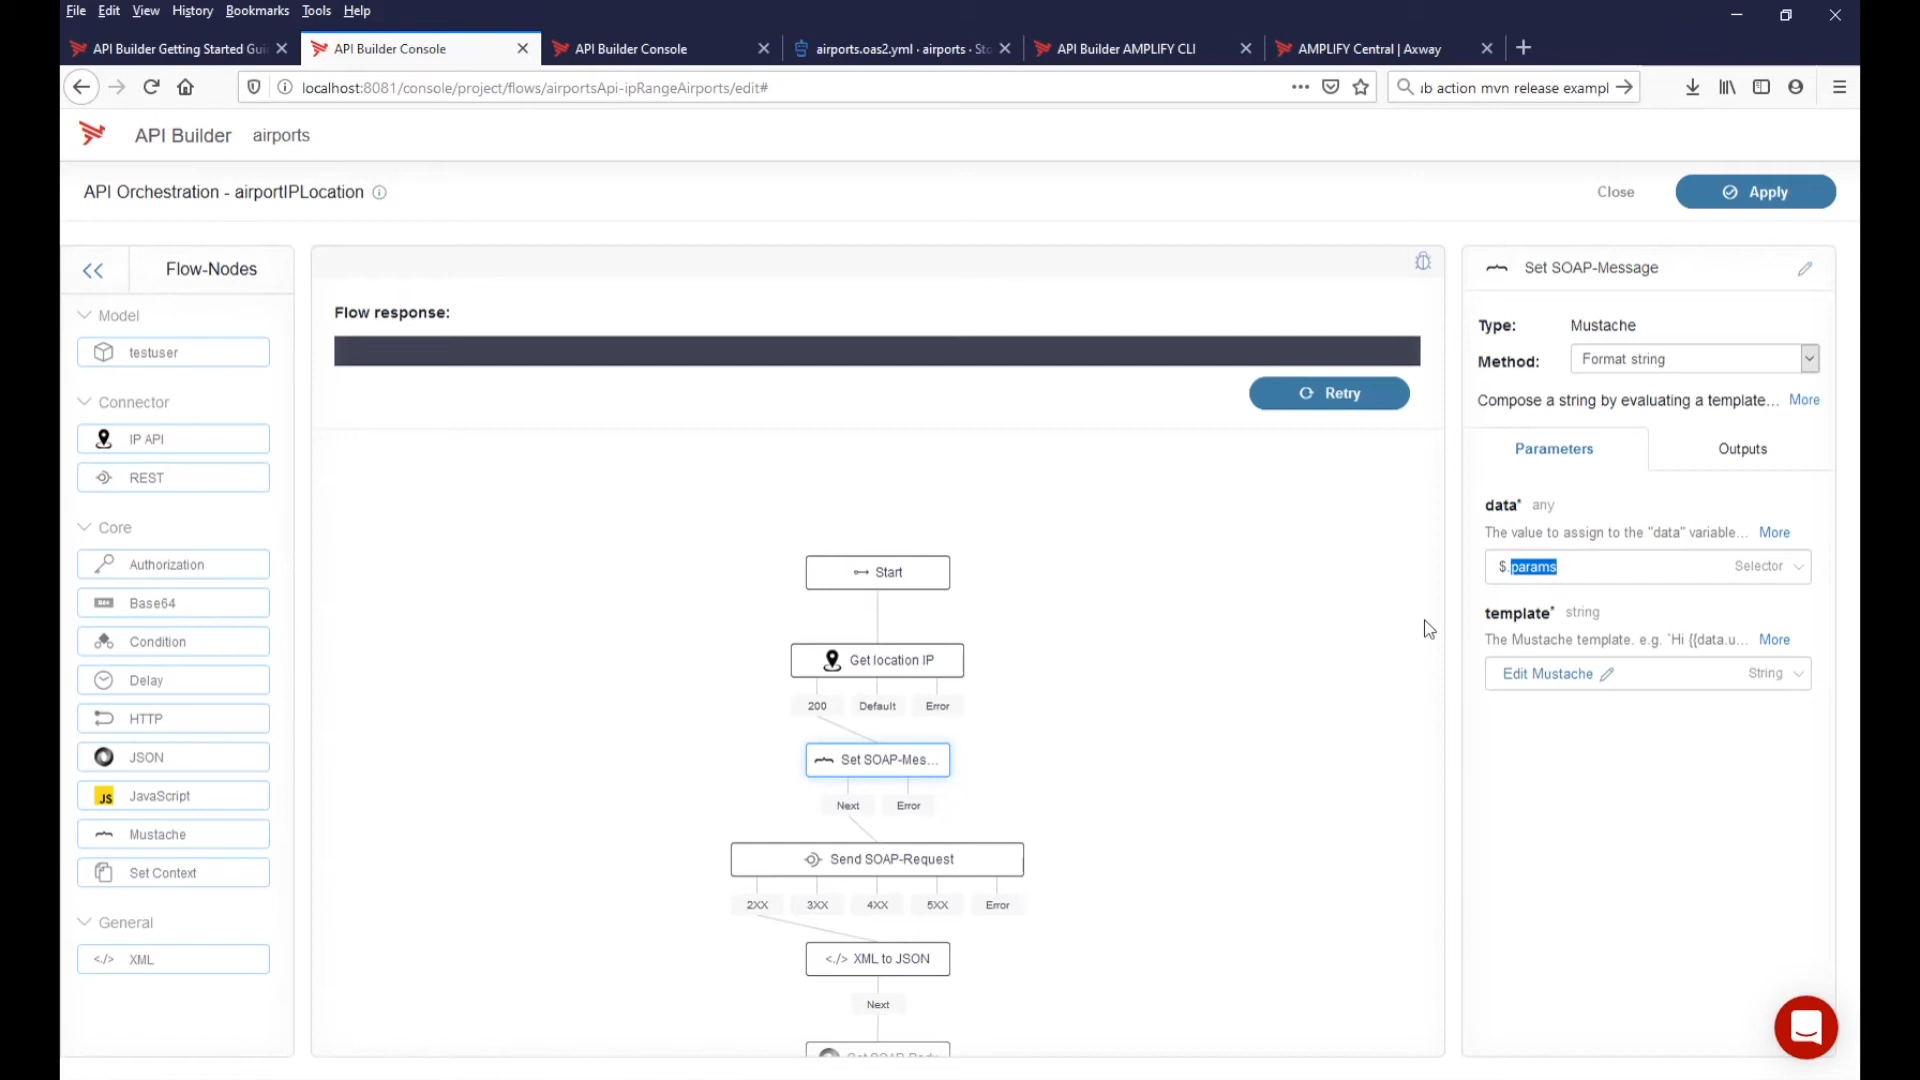 File Edit View History Bookmarks Tools Help
API Builder Getting Started Gui
API Builder Console
API Builder Console
airports.oas2.yml · airports · Sto
API Builder AMPLIFY CLI
AMPLIFY Central | Axway
localhost:8081/console/project/flows/airportsApi-ipRangeAirports/edit#
ub action mvn release exampl
API Builder airports
API Orchestration - airportIPLocation
Close
Apply
Flow-Nodes
Model
testuser
Connector
IP API
REST
Core
Authorization
Base64
Condition
Delay
HTTP
JSON
JS JavaScript
Mustache
Set Context
General
</> XML
Flow response:
Retry
Start
Get location IP
200 Default Error
Set SOAP-Mes...
Next Error
Send SOAP-Request
2XX 3XX 4XX 5XX Error
<./> XML to JSON
Next
Set SOAP-Message
Type: Mustache
Method: Format string
Compose a string by evaluating a template... More
Parameters Outputs
data* any
The value to assign to the "data" variable... More
$.params Selector
template* string
The Mustache template. e.g. `Hi {{data.u... More
Edit Mustache String